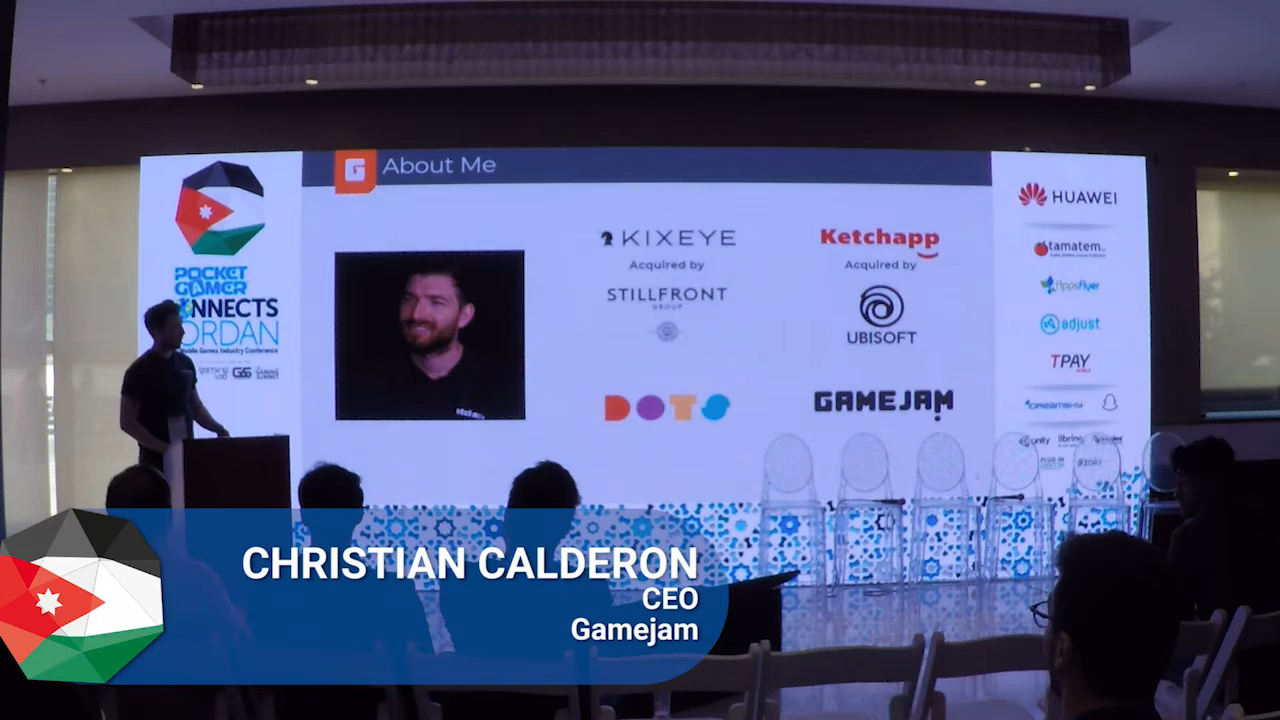 About Me
G
POCKET
GAMER
CONNECTS
JORDAN
Mobile Games Industry Conference
KIXEYE
Acquired by
STILLFRONT
GROUP
DOTS
Ketchapp
Acquired by
UBISOFT
GAMEJAM
HUAWEI
tamatem
AppsFlyer
adjust
TPAY
unity
CHRISTIAN CALDERON
CEO
Gamejam